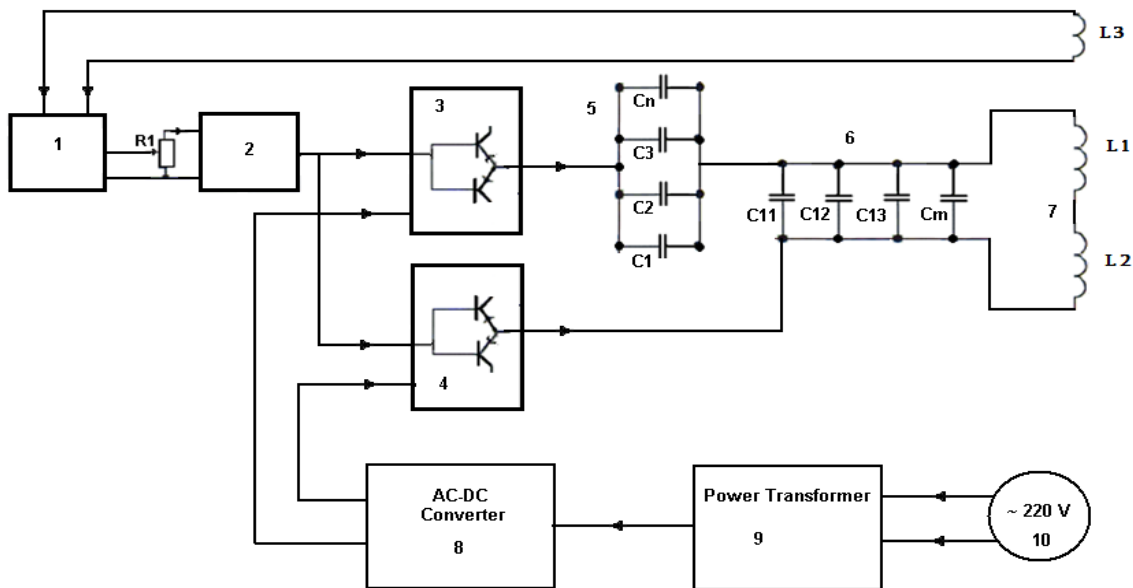 L3
1
R1
2
3
5
Cn
C3
C2
C1
6
C11
C12
C13
Cm
L1
7
L2
4
AC-DC
Converter
8
Power Transformer
9
~ 220 V
10